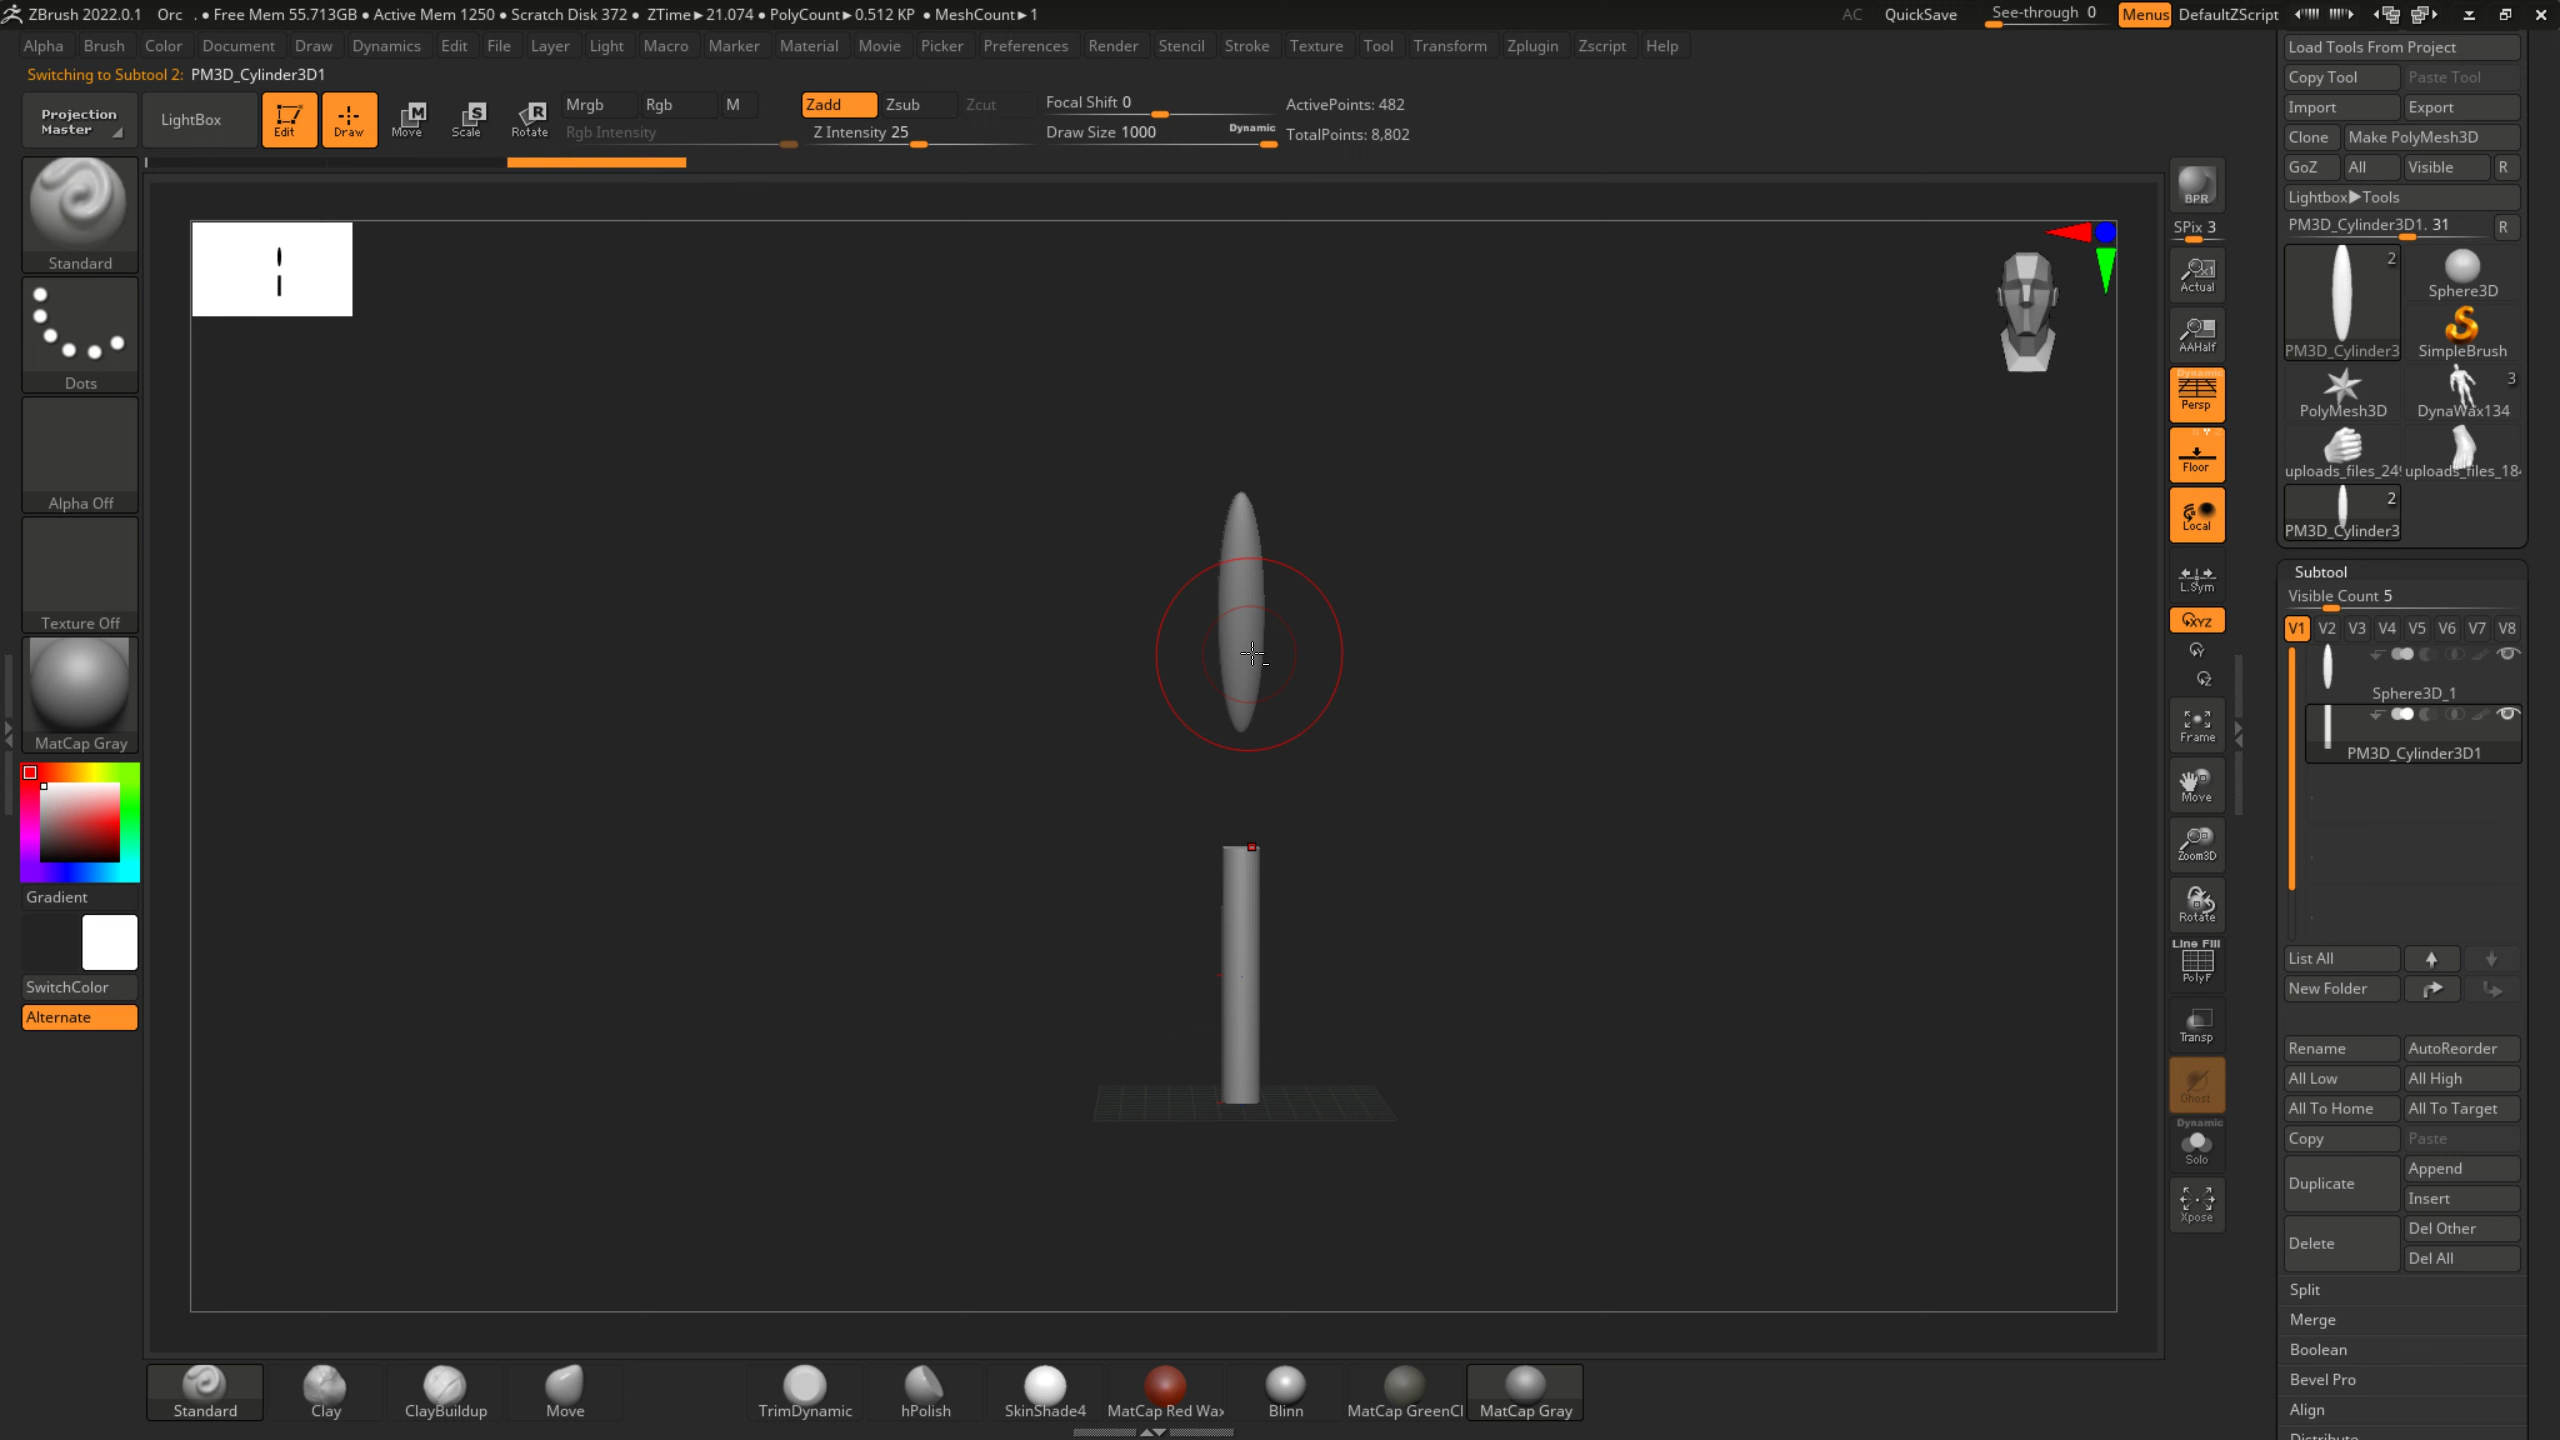 ZBrush 2022.0.1 Orc . ● Free Mem 55.713GB ● Active Mem 1250 ● Scratch Disk 372 ● ZTime►21.074 ● PolyCount►0.512 KP ● MeshCount►1 AC QuickSave See-through 0 Menus DefaultZScript
Alpha Brush Color Document Draw Dynamics Edit File Layer Light Macro Marker Material Movie Picker Preferences Render Stencil Stroke Texture Tool Transform Zplugin Zscript Help
Switching to Subtool 2: PM3D_Cylinder3D1
Projection Master
LightBox
Edit
Draw
Move
Scale
Rotate
Mrgb Rgb M
Rgb Intensity
Zadd Zsub Zcut
Z Intensity 25
Focal Shift 0
Draw Size 1000 Dynamic
ActivePoints: 482
TotalPoints: 8,802
Standard
Dots
Alpha Off
Texture Off
MatCap Gray
Gradient
SwitchColor
Alternate
BPR
SPix 3
Actual
AAHalf
Dynamic
Persp
Floor
Local
L.Sym
XYZ
Y
Z
Frame
Move
Zoom3D
Rotate
Line Fill
PolyF
Transp
Ghost
Dynamic
Solo
Xpose
Load Tools From Project
Copy Tool Paste Tool
Import Export
Clone Make PolyMesh3D
GoZ All Visible R
Lightbox►Tools
PM3D_Cylinder3D1. 31 R
2
PM3D_Cylinder3
Sphere3D
SimpleBrush
PolyMesh3D
3
DynaWax134
uploads_files_249
uploads_files_184
2
PM3D_Cylinder3
Subtool
Visible Count 5
V1 V2 V3 V4 V5 V6 V7 V8
Sphere3D_1
PM3D_Cylinder3D1
List All
New Folder
Rename AutoReorder
All Low All High
All To Home All To Target
Copy Paste
Duplicate Append
Insert
Delete Del Other
Del All
Split
Merge
Boolean
Bevel Pro
Align
Standard Clay ClayBuildup Move TrimDynamic hPolish SkinShade4 MatCap Red Wax Blinn MatCap GreenCl MatCap Gray